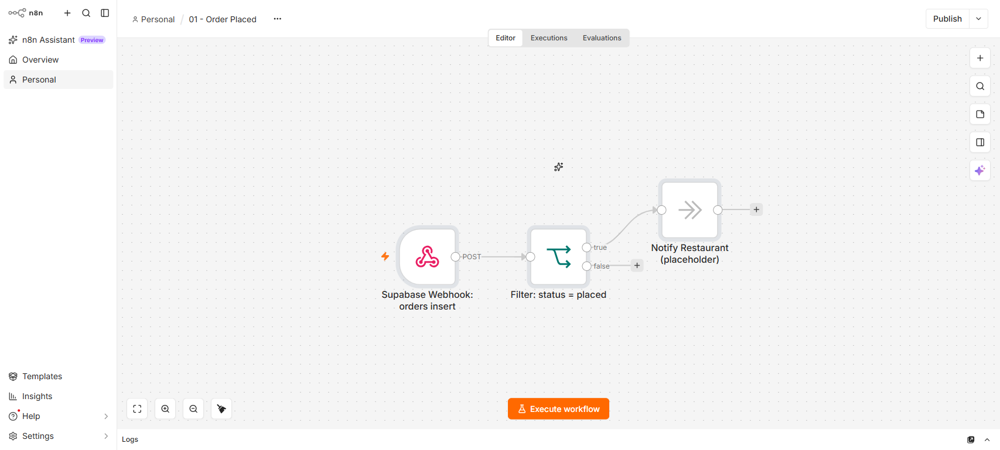 n8n
n8n Assistant Preview
Overview
Personal
Templates
Insights
Help
Settings
Personal / 01 - Order Placed ...
Publish
Editor Executions Evaluations
POST
true
false
Supabase Webhook:
orders insert
Filter: status = placed
Notify Restaurant
(placeholder)
Execute workflow
Logs